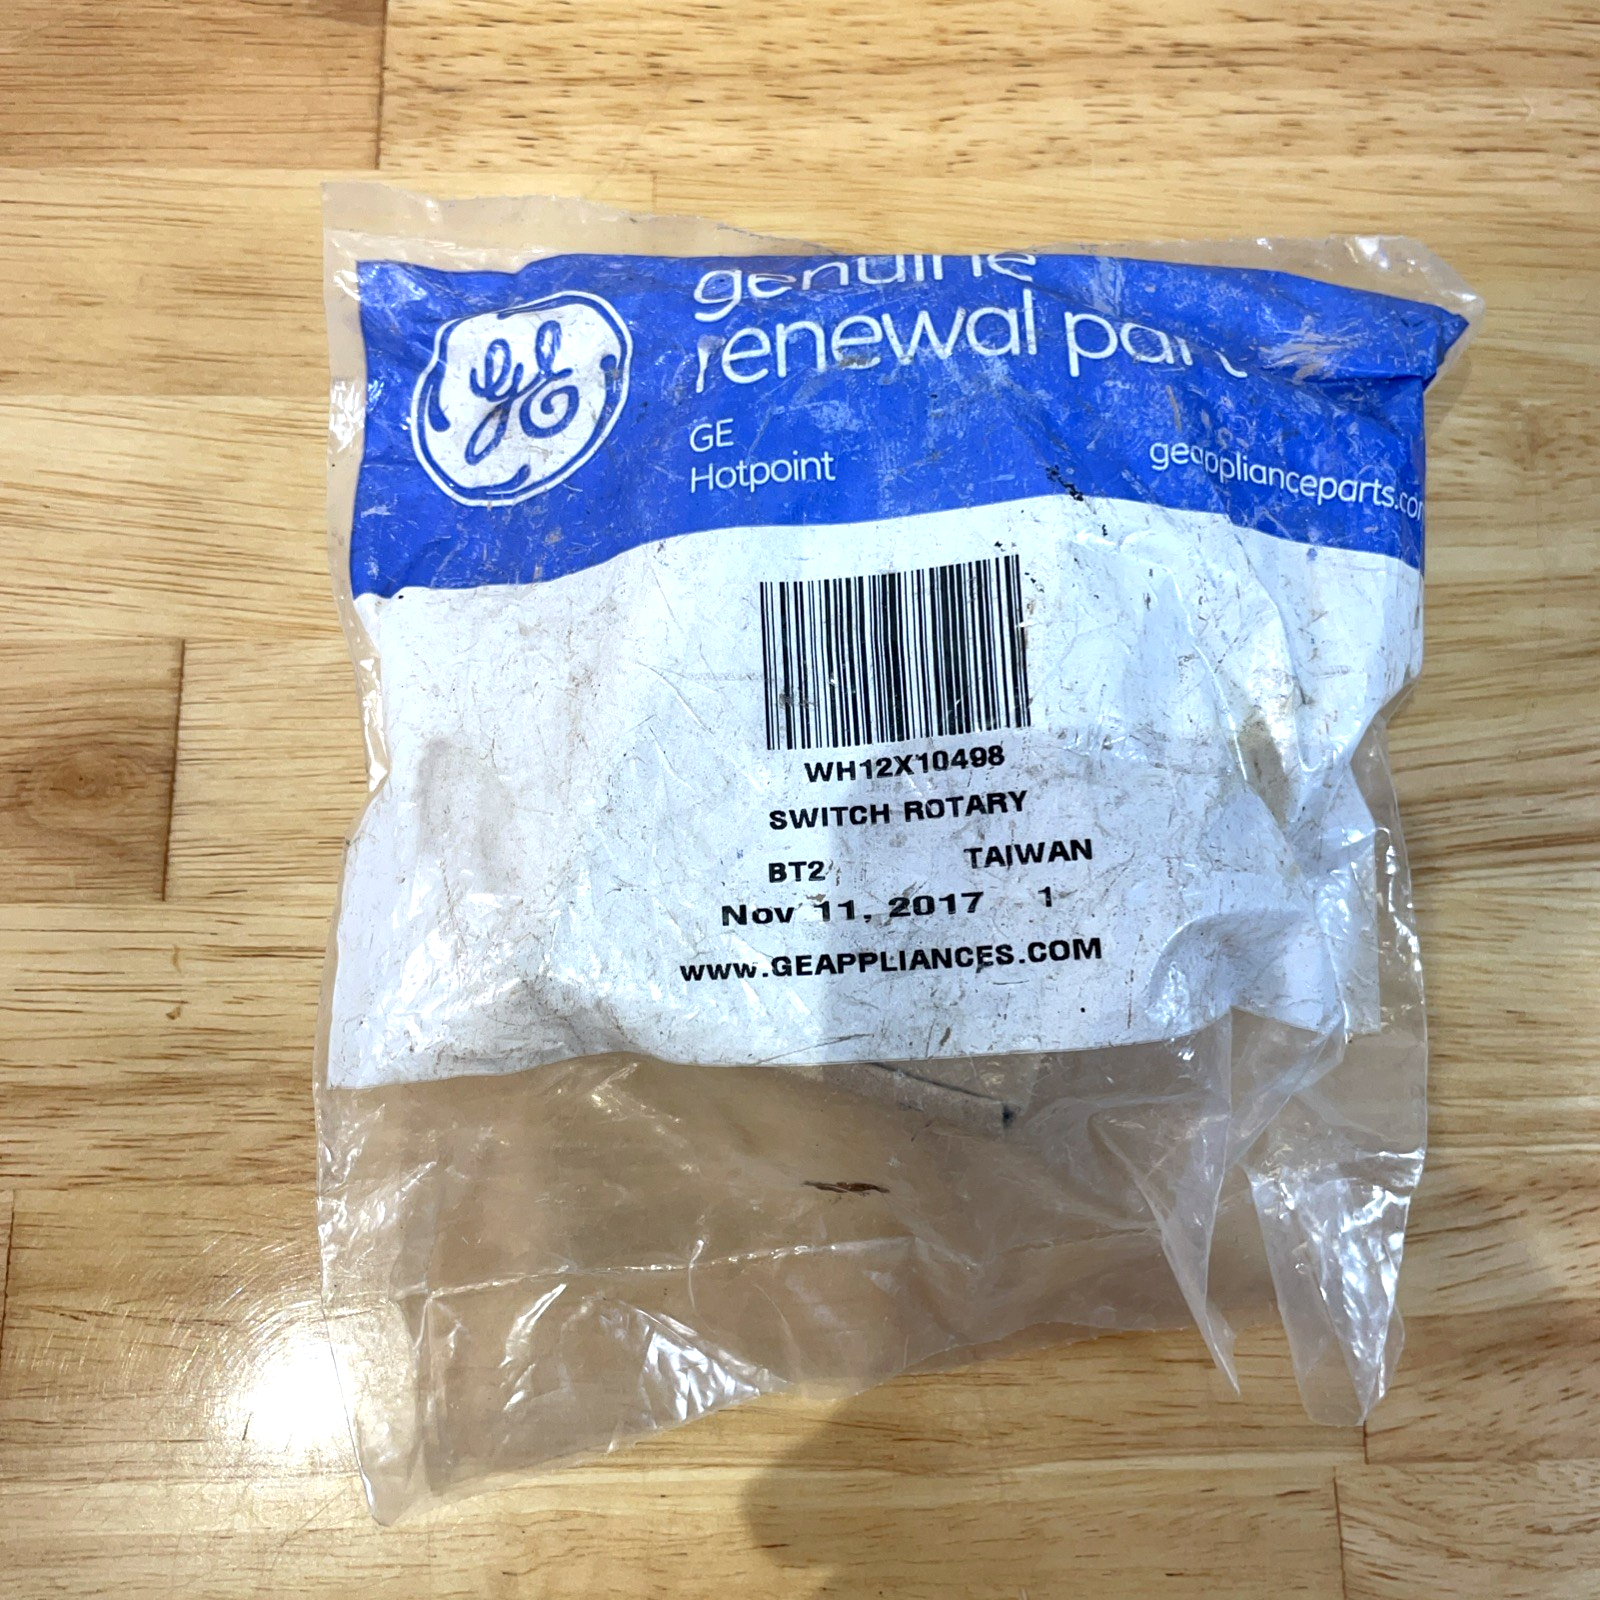 GE
genuine
renewal part
GE
Hotpoint
geapplianceparts.com
WH12X10498
SWITCH ROTARY
BT2 TAIWAN
Nov 11, 2017 1
WWW.GEAPPLIANCES.COM